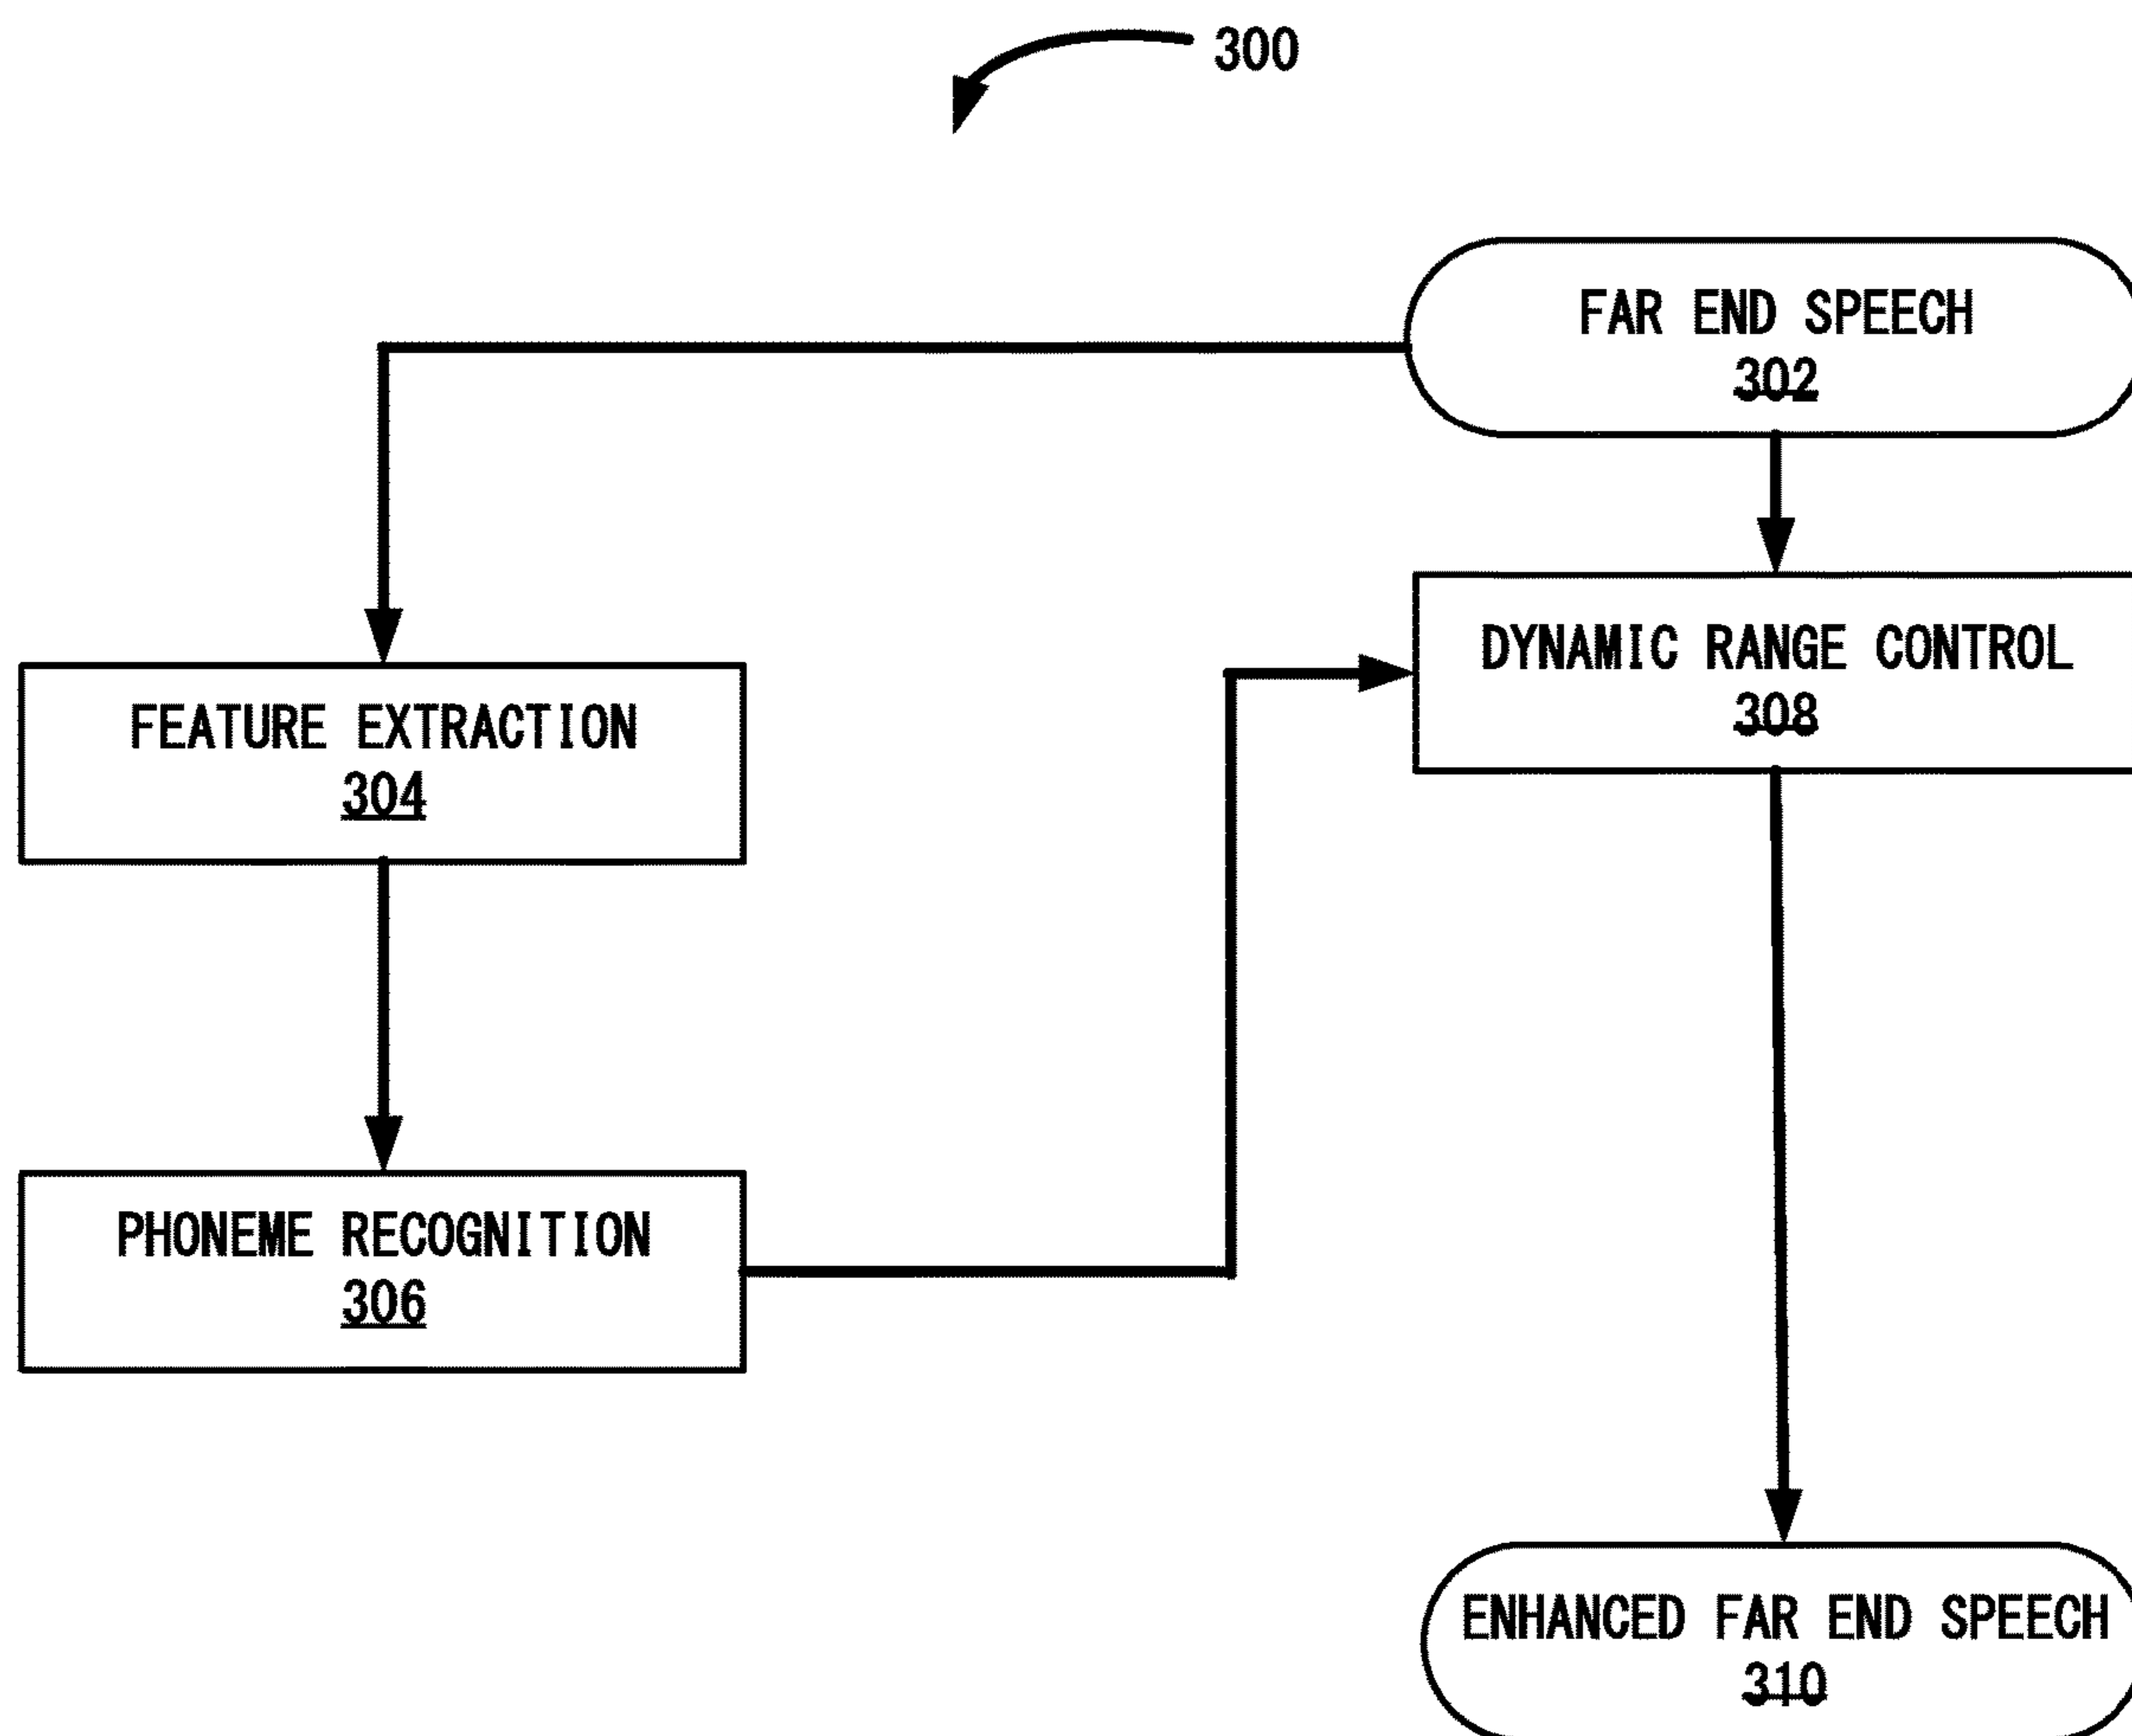 300
FAR END SPEECH
302
DYNAMIC RANGE CONTROL
308
FEATURE EXTRACTION
304
PHONEME RECOGNITION
306
ENHANCED FAR END SPEECH
310